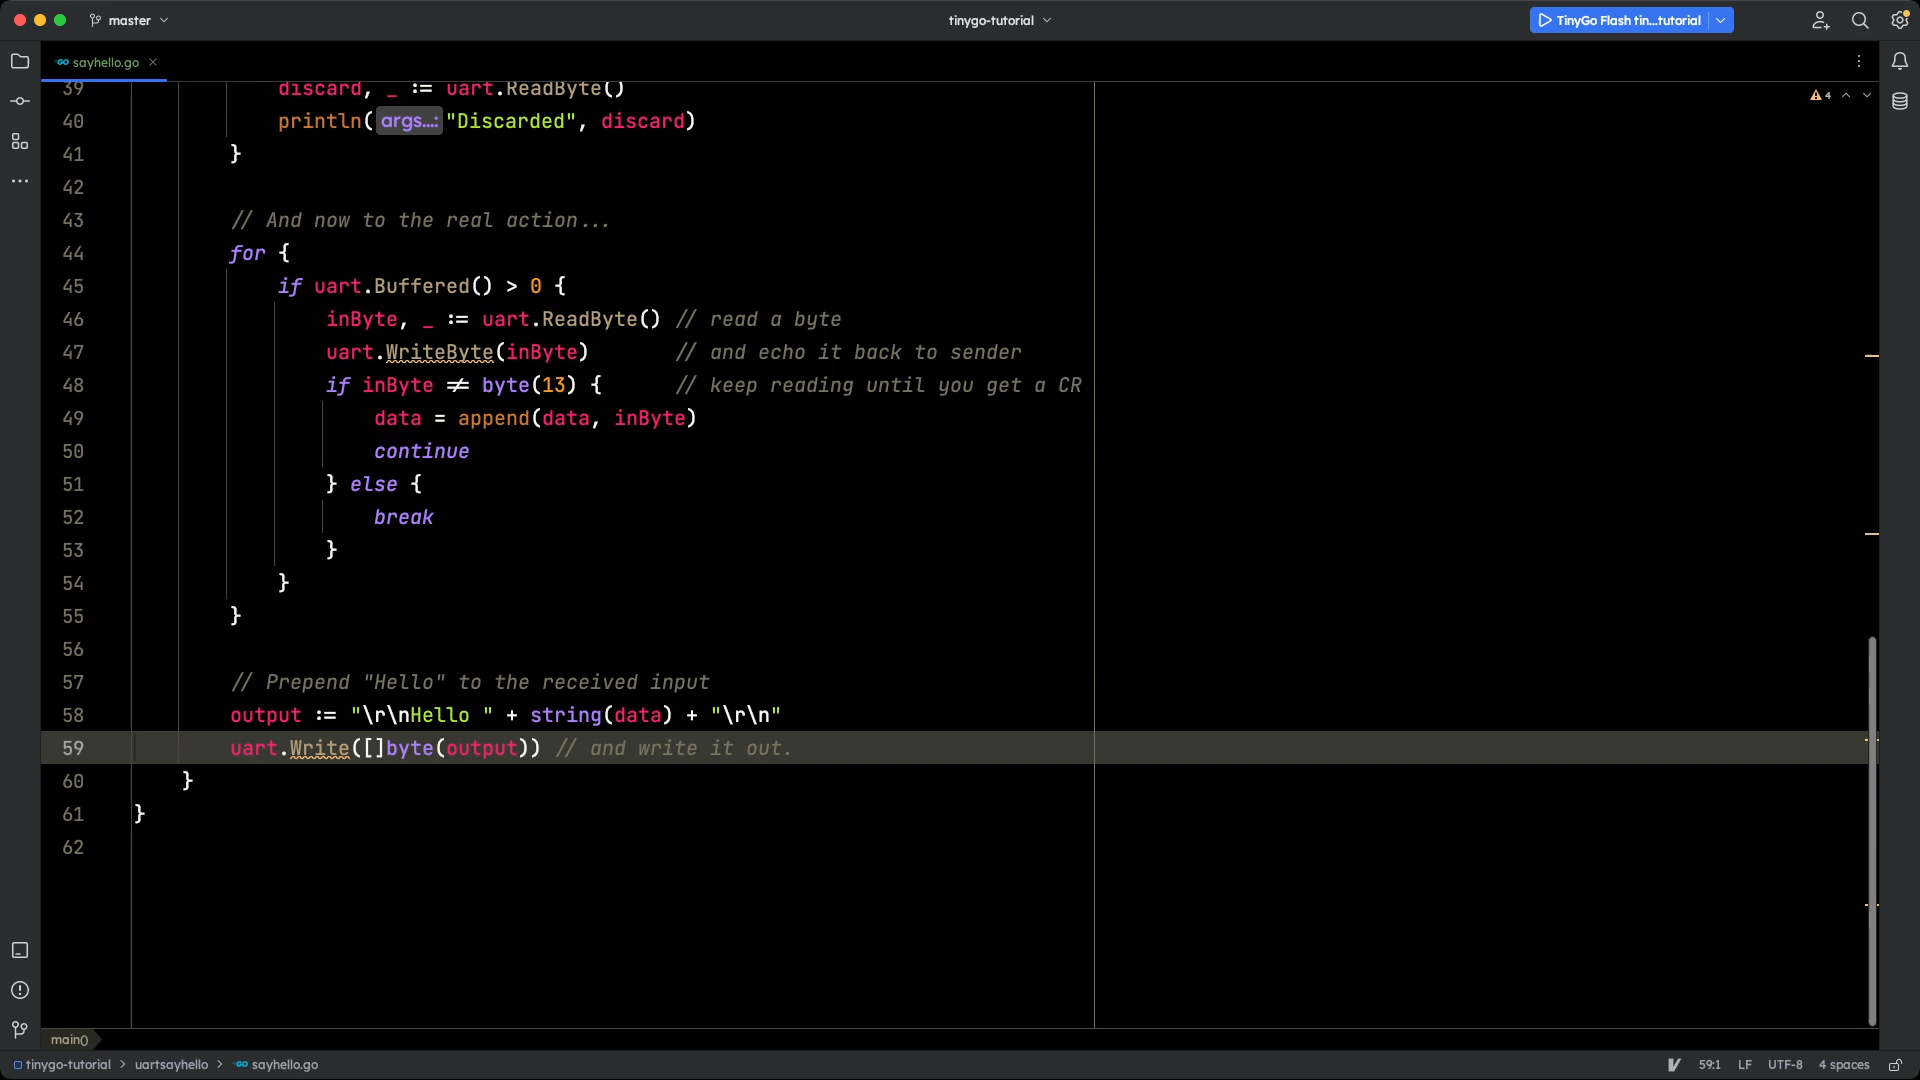 master
tinygo-tutorial
TinyGo Flash tin...tutorial
sayhello.go
4
39 discard, _ := uart.ReadByte()
40 println(args...: "Discarded", discard)
41 }
42
43 // And now to the real action...
44 for {
45 if uart.Buffered() > 0 {
46 inByte, _ := uart.ReadByte() // read a byte
47 uart.WriteByte(inByte) // and echo it back to sender
48 if inByte != byte(13) { // keep reading until you get a CR
49 data = append(data, inByte)
50 continue
51 } else {
52 break
53 }
54 }
55 }
56
57 // Prepend "Hello" to the received input
58 output := "\r\nHello " + string(data) + "\r\n"
59 uart.Write([]byte(output)) // and write it out.
60 }
61 }
62
main()
tinygo-tutorial > uartsayhello > sayhello.go
59:1 LF UTF-8 4 spaces